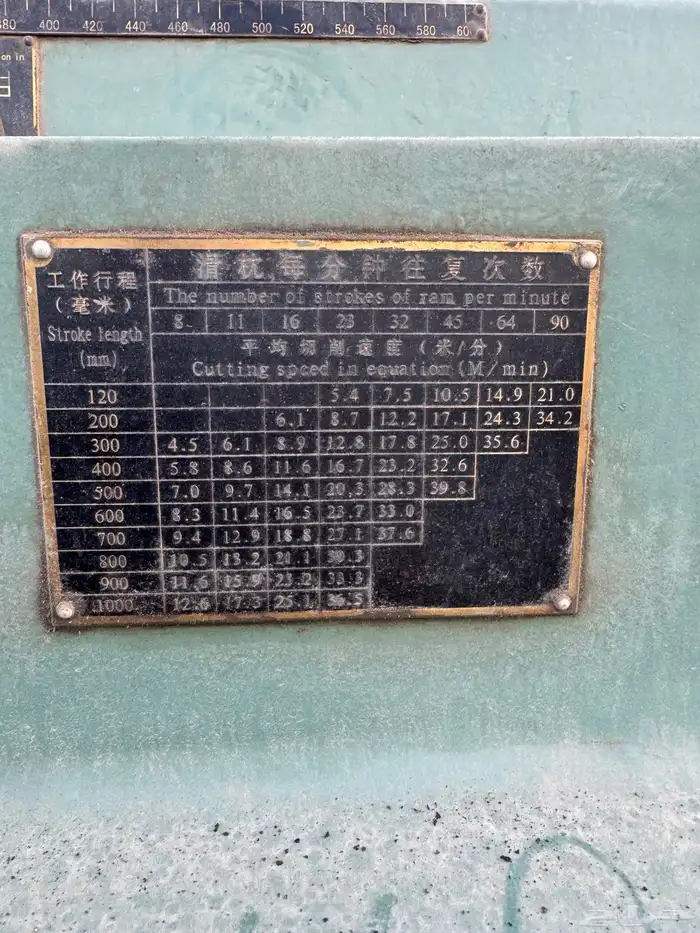 380 400 420 440 460 480 500 520 540 560 580
on in
工作行程
(毫米)
Stroke length
(mm)
滑枕每分钟往复次数
The number of strokes of ram per minute
8 11 16 23 32 45 64 90
平均切削速度 (米/分)
Cutting speed in equation (M/min)
120 5.4 7.5 10.5 14.9 21.0
200 6.1 8.7 12.2 17.1 24.3 34.2
300 4.5 6.1 8.9 12.8 17.8 25.0 35.6
400 5.8 8.6 11.6 16.7 23.2 32.6
500 7.0 9.7 14.1 20.3 28.3 39.8
600 8.3 11.4 16.5 23.7 33.0
700 9.4 12.9 18.8 27.1 37.6
800 10.5 21.1 30.3
900 11.6 15.9 23.2 33.3
1000 12.6 17.3 25.1 36.5